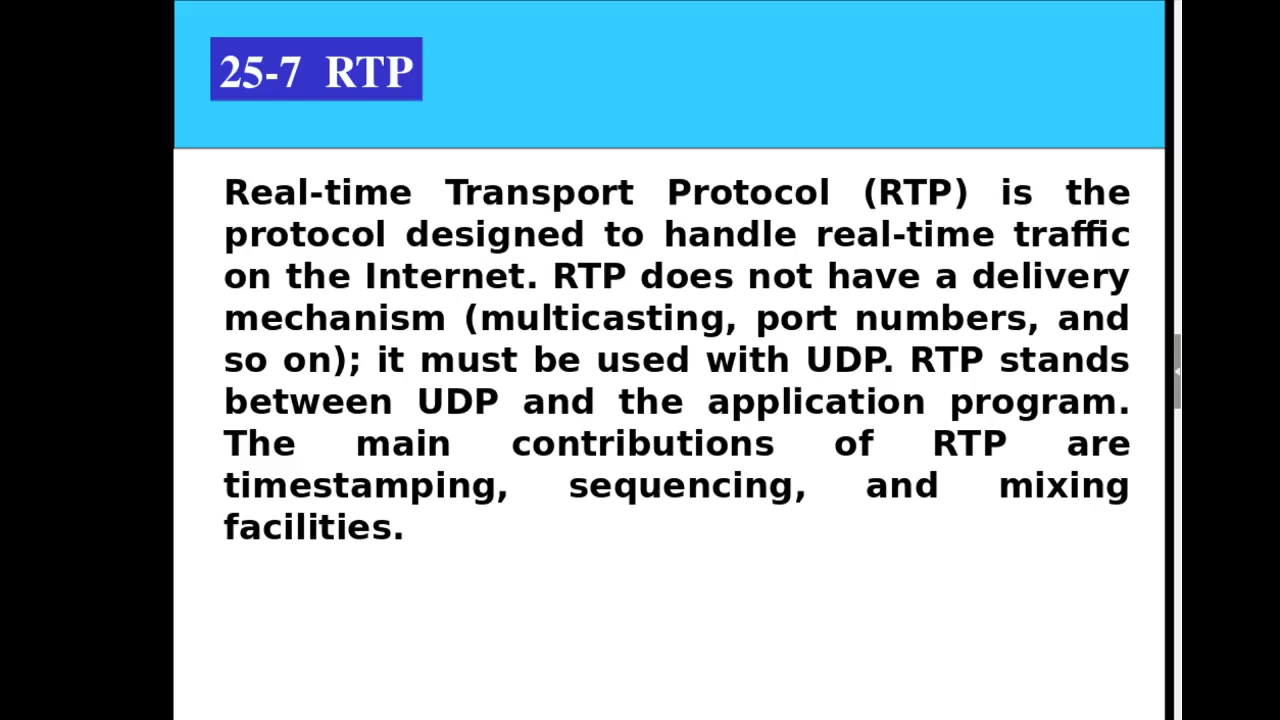 25-7 RTP
Real-time Transport Protocol (RTP) is the
protocol designed to handle real-time traffic
on the Internet. RTP does not have a delivery
mechanism (multicasting, port numbers, and
so on); it must be used with UDP. RTP stands
between UDP and the application program.
The main contributions of RTP are
timestamping, sequencing, and mixing
facilities.